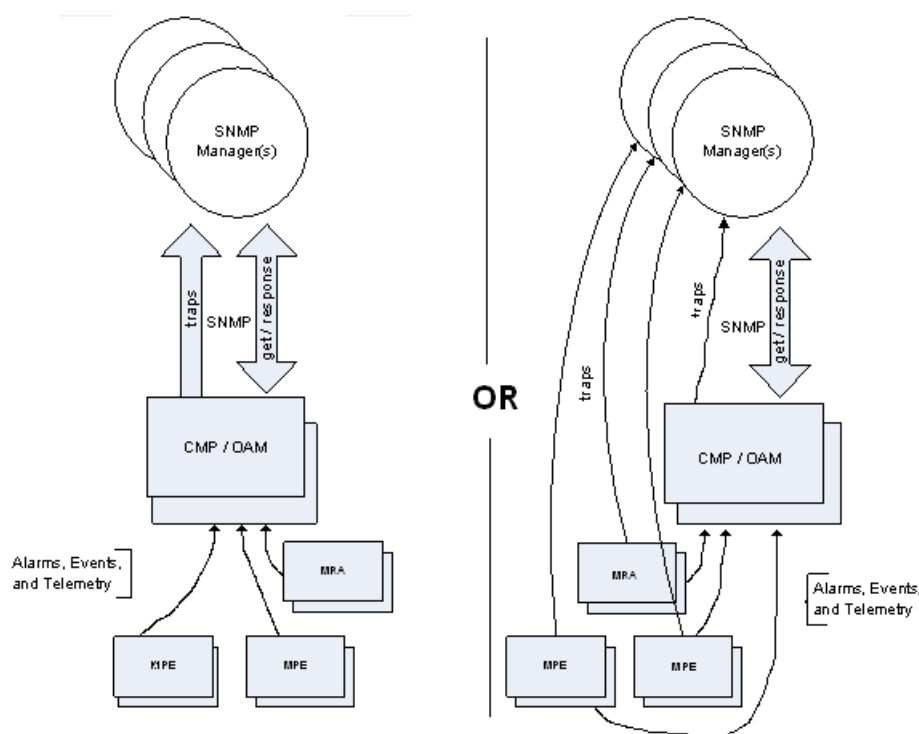 SNMP
Manager(s)
traps
SNMP
get / response
CMP / OAM
Alarms, Events,
and Telemetry
MRA
MPE
MPE
OR
SNMP
Manager(s)
traps
traps
SNMP
get / response
CMP / OAM
MRA
Alarms, Events,
and Telemetry
MPE
MPE